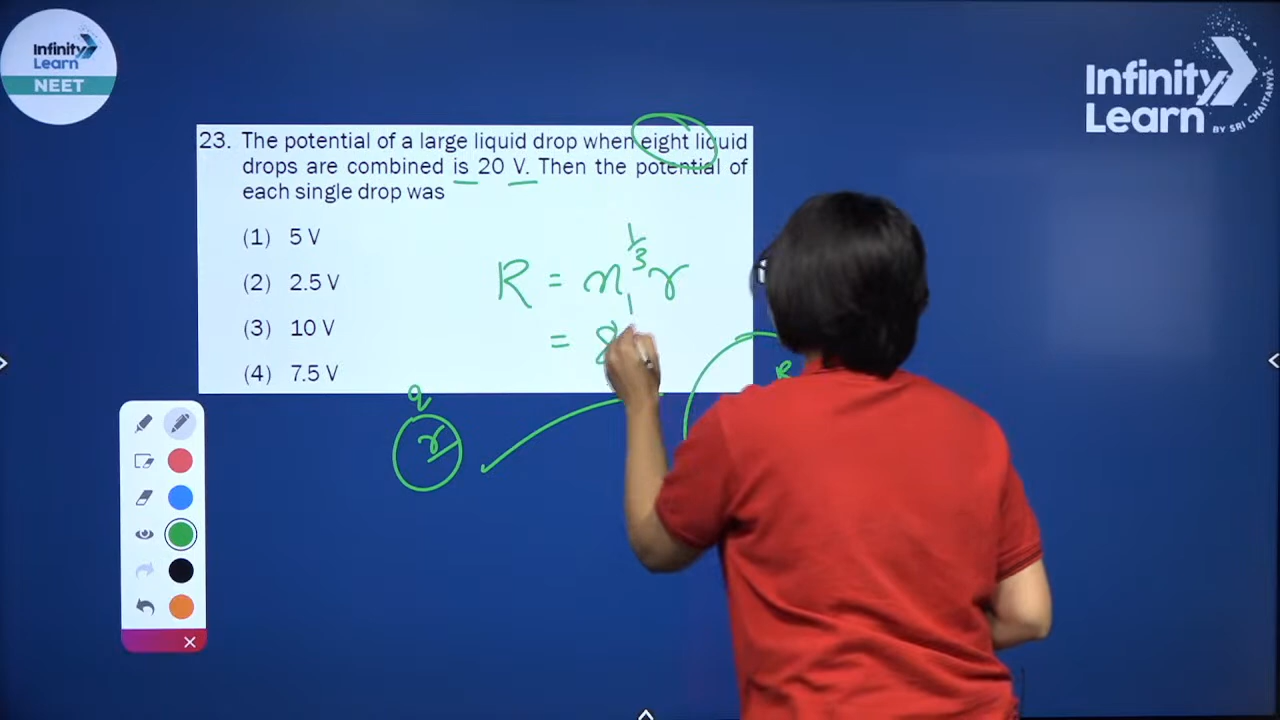 Infinity
Learn
NEET
Infinity
Learn
BY SRI CHAITANYA
23. The potential of a large liquid drop when eight liquid
drops are combined is 20 V. Then the potential of
each single drop was
(1) 5 V
(2) 2.5 V
(3) 10 V
(4) 7.5 V
R = n^1/3 r
= 8^1
q
r
R